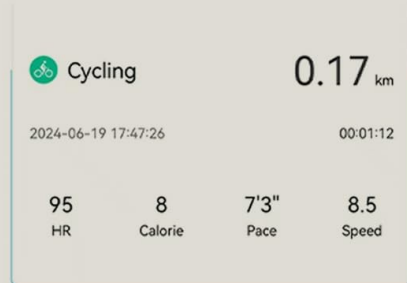 Cycling 0.17 km
2024-06-19 17:47:26 00:01:12
95 8 7'3" 8.5
HR Calorie Pace Speed